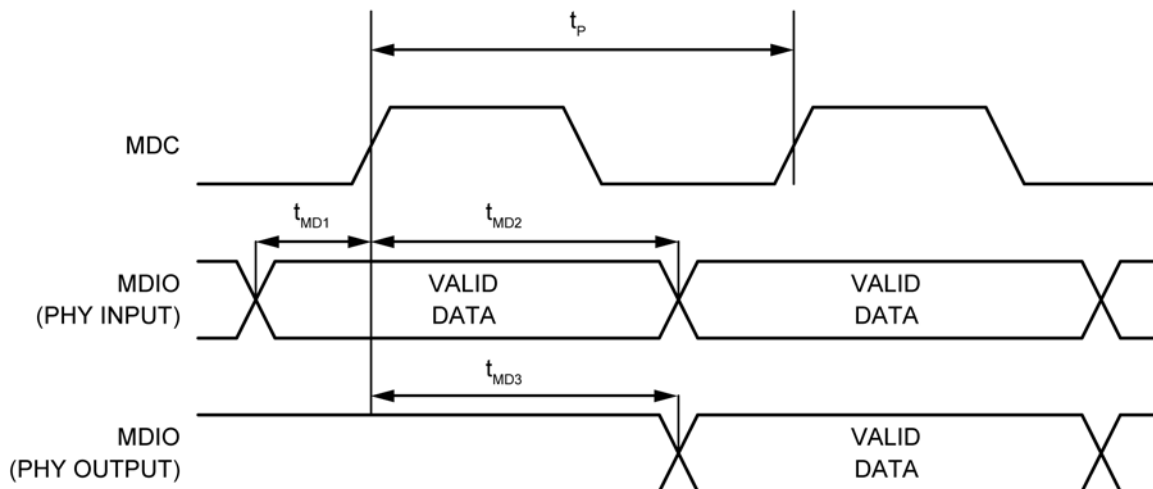 tP
MDC
tMD1
tMD2
MDIO
(PHY INPUT)
VALID
DATA
VALID
DATA
tMD3
MDIO
(PHY OUTPUT)
VALID
DATA